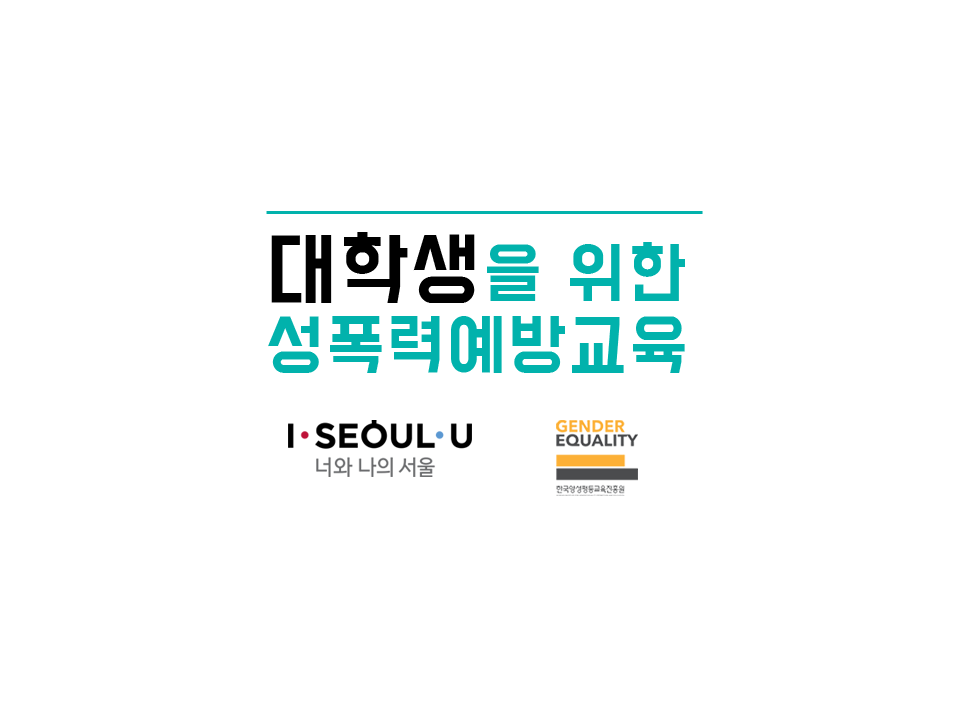 대학생을 위한
성폭력예방교육
I·SEOUL·U
너와 나의 서울
GENDER
EQUALITY
한국양성평등교육진흥원